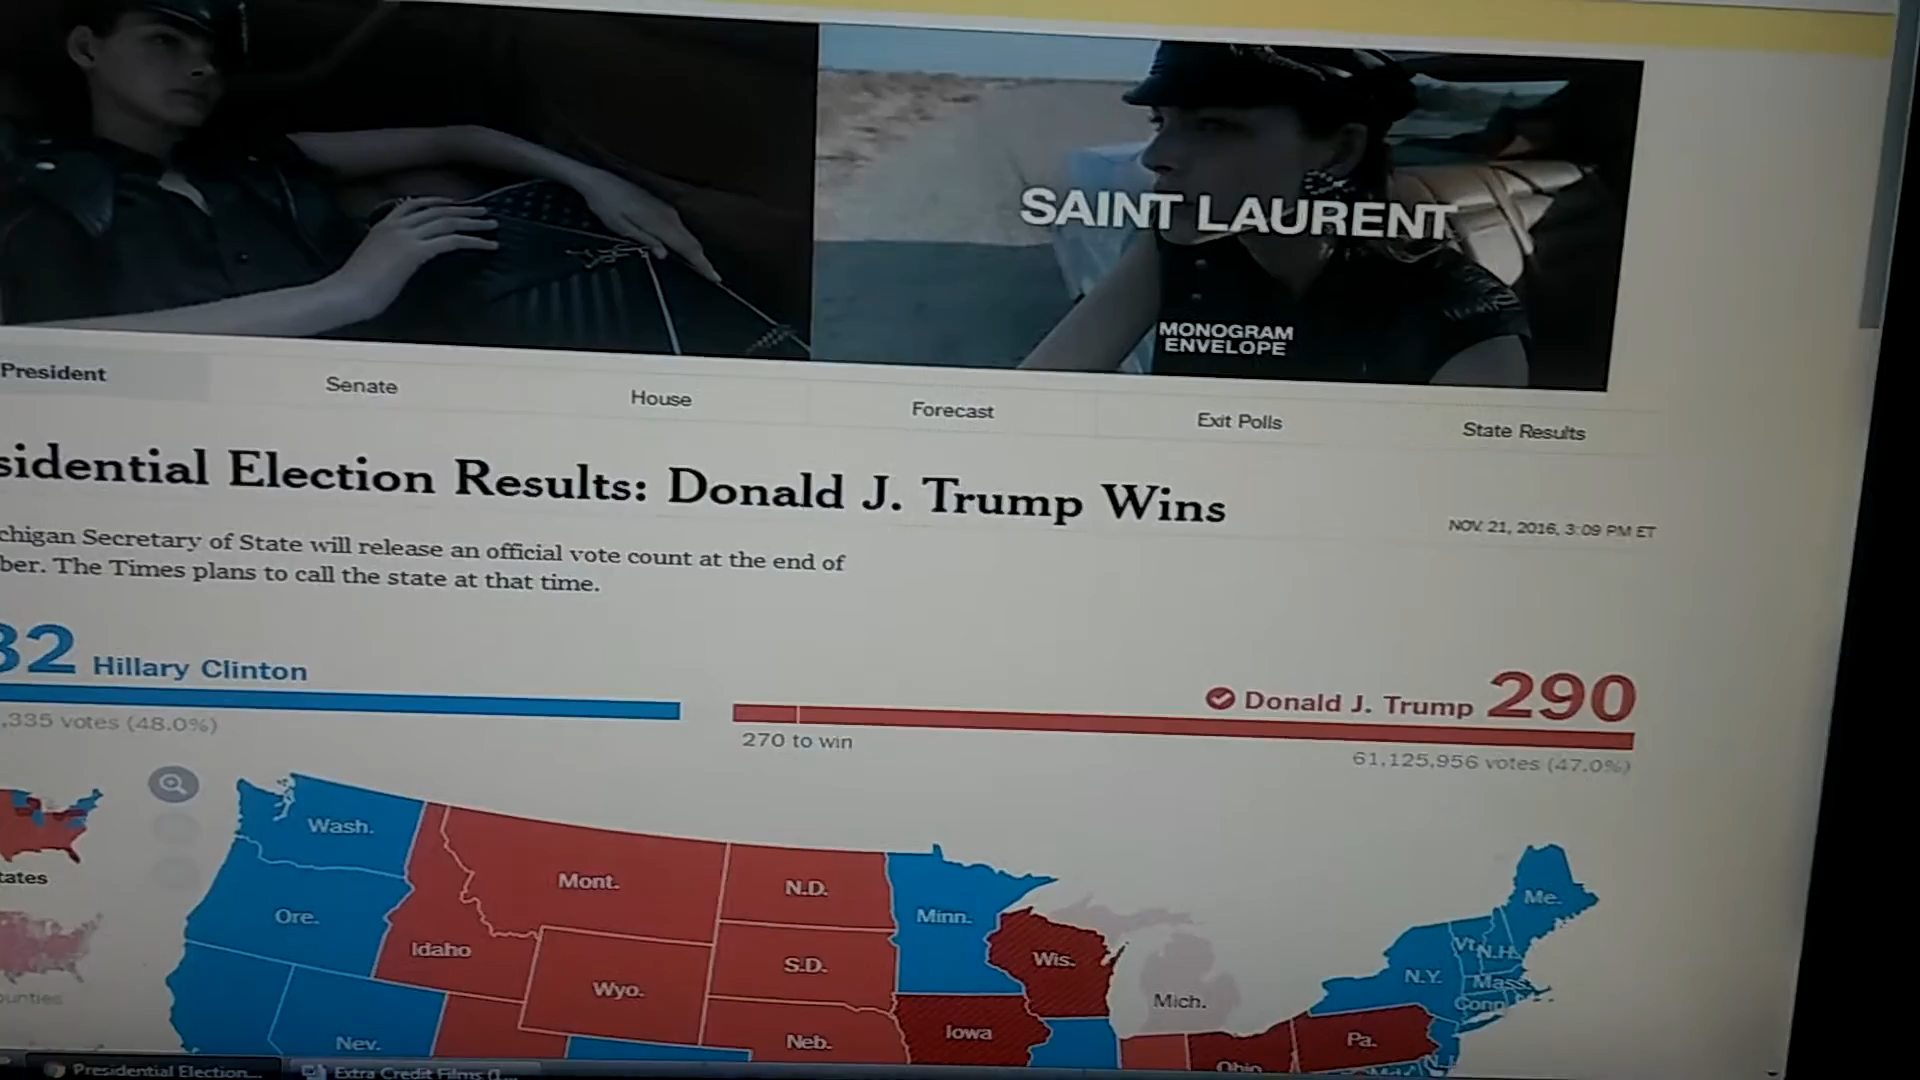 SAINT LAURENT
MONOGRAM
ENVELOPE
President
Senate
House
Forecast
Exit Polls
State Results
sidential Election Results: Donald J. Trump Wins
NOV. 21, 2016, 3:09 PM ET
chigan Secretary of State will release an official vote count at the end of
ber. The Times plans to call the state at that time.
32 Hillary Clinton
Donald J. Trump 290
,335 votes (48.0%)
270 to win
61,125,956 votes (47.0%)
Wash.
Mont.
N.D.
Minn.
Me.
Ore.
Idaho
S.D.
Wis.
Vt.
N.H.
N.Y.
Mass.
Conn.
Wyo.
Mich.
tates
ounties
Nev.
Neb.
Iowa
Ohio
Pa.
N.J.
Md.
Presidential Election...
Extra Credit Films (1...